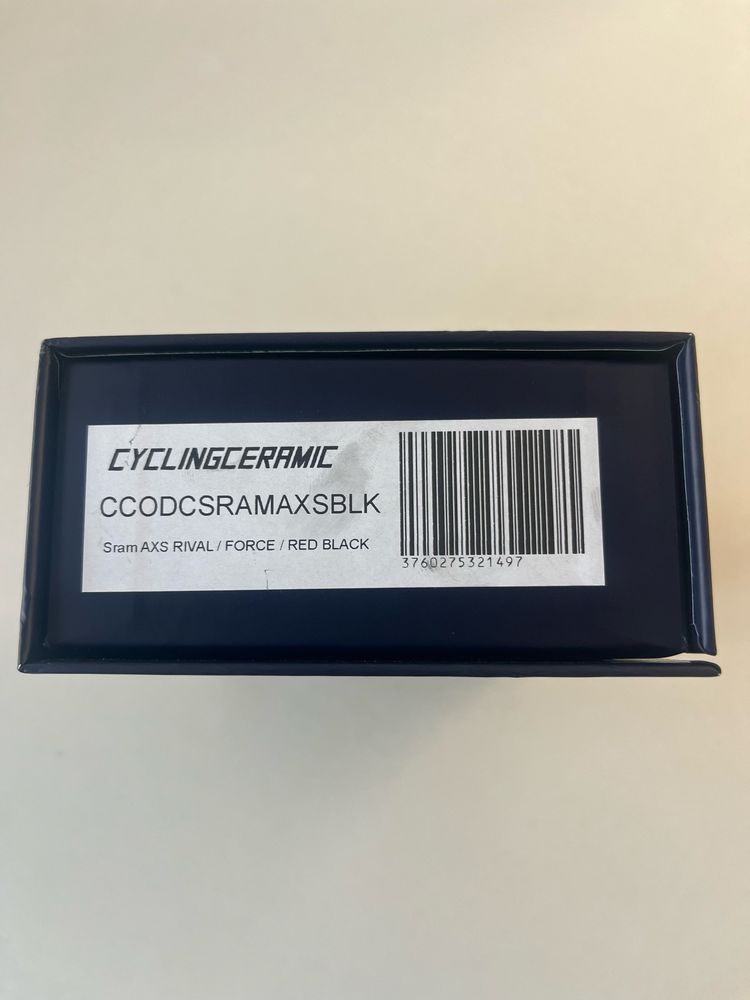 CYCLINGCERAMIC
CCODCSRAMAXSBLK
Sram AXS RIVAL / FORCE / RED BLACK
3760275321497